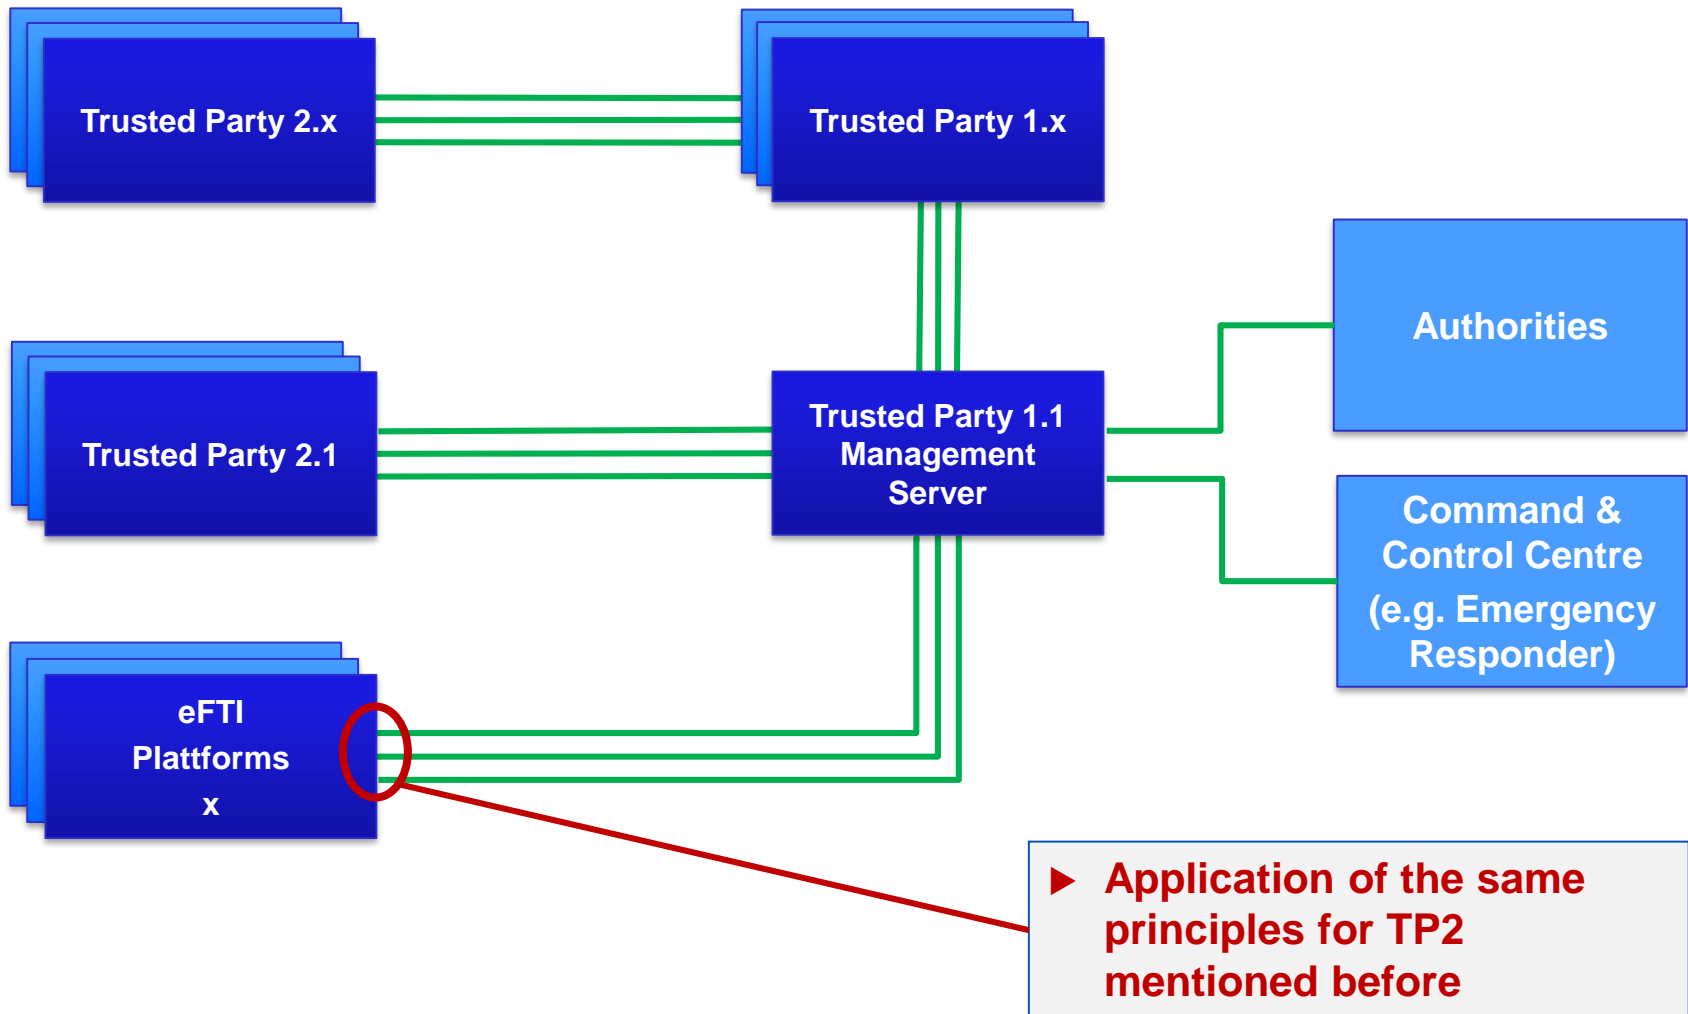 Trusted Party 2.x
Trusted Party 1.x
Authorities
Trusted Party 2.1
Trusted Party 1.1
Management
Server
Command &
Control Centre
(e.g. Emergency
Responder)
eFTI
Plattforms
x
► Application of the same
principles for TP2
mentioned before